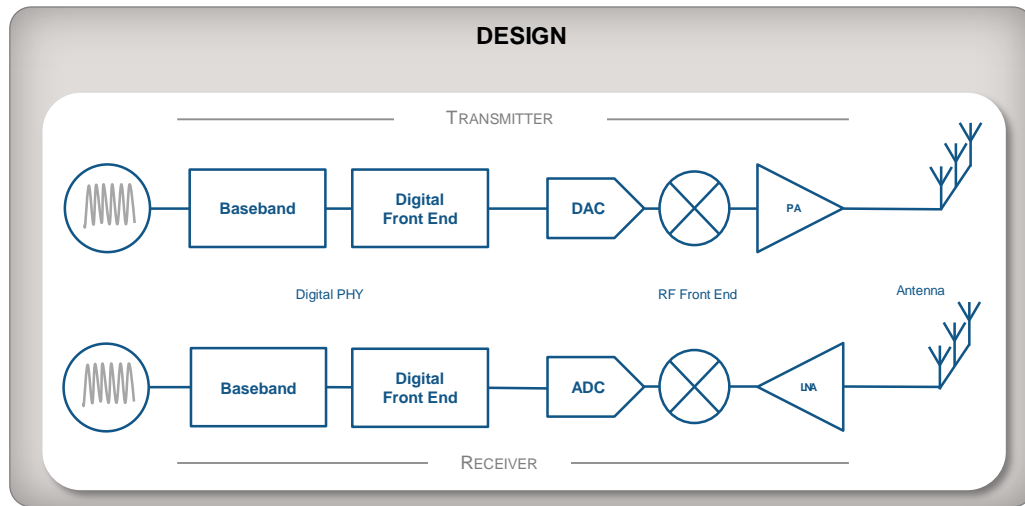 DESIGN
TRANSMITTER
Baseband
Digital
Front End
DAC
PA
Digital PHY
RF Front End
Antenna
Baseband
Digital
Front End
ADC
LNA
RECEIVER